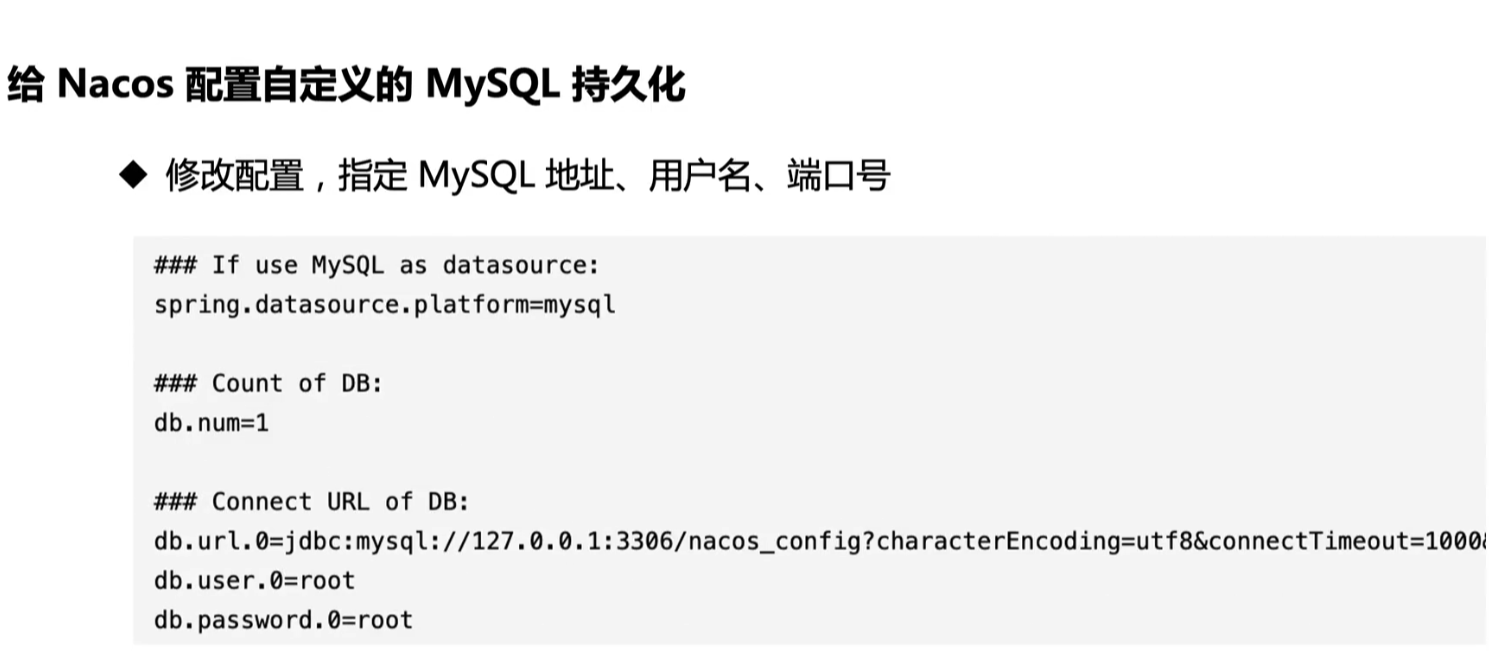 给 Nacos 配置自定义的 MySQL 持久化
◆ 修改配置，指定 MySQL 地址、用户名、端口号
### If use MySQL as datasource:
spring.datasource.platform=mysql
### Count of DB:
db.num=1
### Connect URL of DB:
db.url.0=jdbc:mysql://127.0.0.1:3306/nacos_config?characterEncoding=utf8&connectTimeout=1000&
db.user.0=root
db.password.0=root